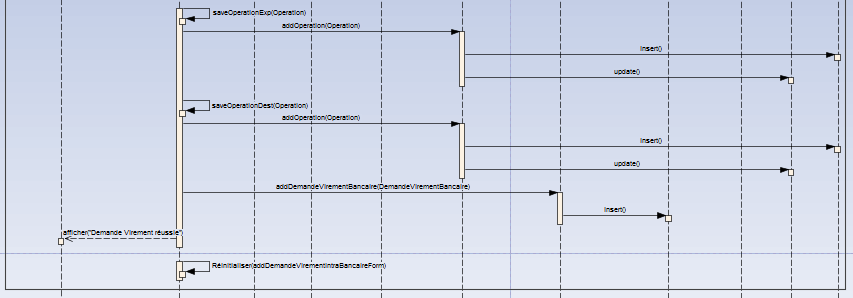 saveOperationExp(Operation)
addOperation(Operation)
insert()
update()
saveOperationDest(Operation)
addOperation(Operation)
insert()
update()
addDemandeVirementBancaire(DemandeVirementBancaire)
insert()
afficher("Demande Virement réussie")
Réinitialiser(addDemandeVirementIntraBancaireForm)